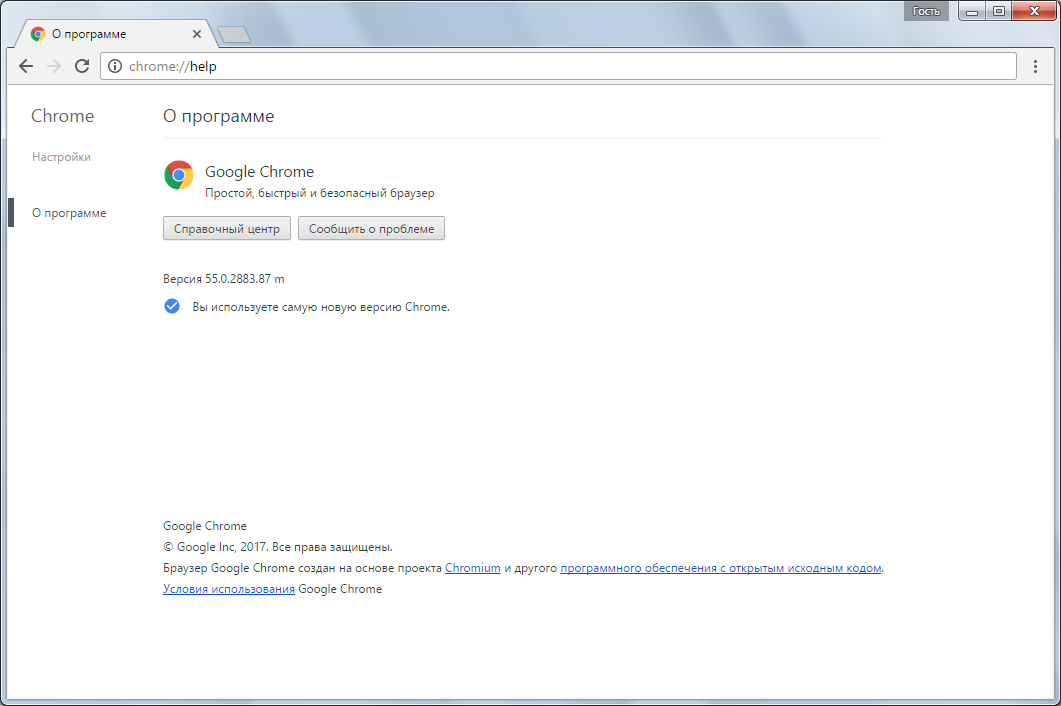 Гость
О программе
chrome://help
Chrome
О программе
Настройки
Google Chrome
Простой, быстрый и безопасный браузер
О программе
Справочный центр
Сообщить о проблеме
Версия 55.0.2883.87 m
Вы используете самую новую версию Chrome.
Google Chrome
© Google Inc, 2017. Все права защищены.
Браузер Google Chrome создан на основе проекта Chromium и другого программного обеспечения с открытым исходным кодом.
Условия использования Google Chrome